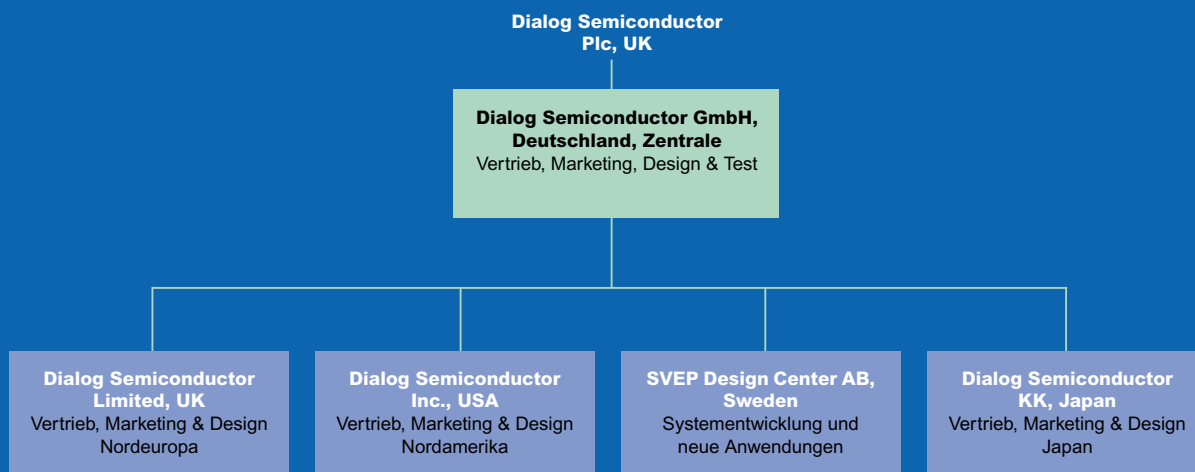 Dialog Semiconductor
Plc, UK
Dialog Semiconductor GmbH,
Deutschland, Zentrale
Vertrieb, Marketing, Design & Test
Dialog Semiconductor
Limited, UK
Vertrieb, Marketing & Design
Nordeuropa
Dialog Semiconductor
Inc., USA
Vertrieb, Marketing & Design
Nordamerika
SVEP Design Center AB,
Sweden
Systementwicklung und
neue Anwendungen
Dialog Semiconductor
KK, Japan
Vertrieb, Marketing & Design
Japan